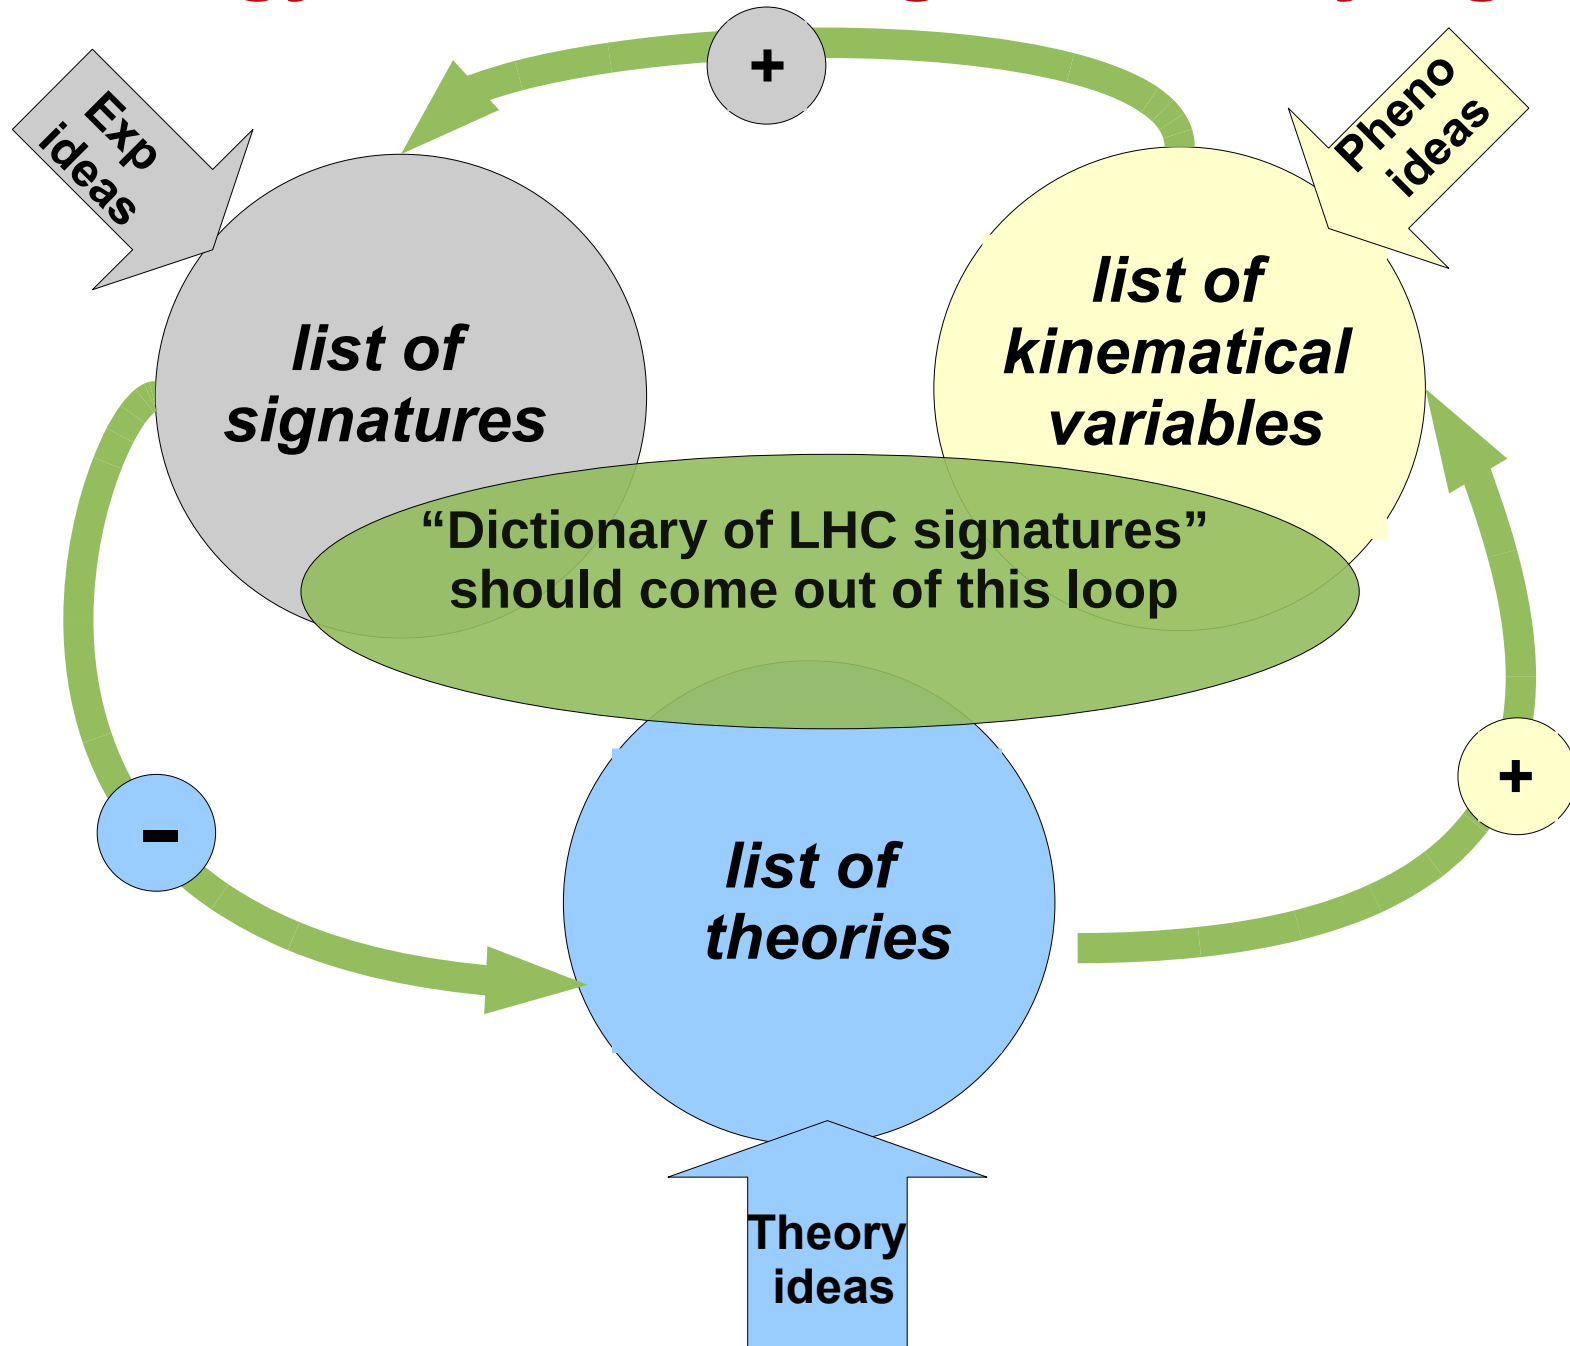 +
Exp
ideas
Pheno
ideas
list of
signatures
list of
kinematical
variables
“Dictionary of LHC signatures”
should come out of this loop
+
-
list of
theories
Theory
ideas